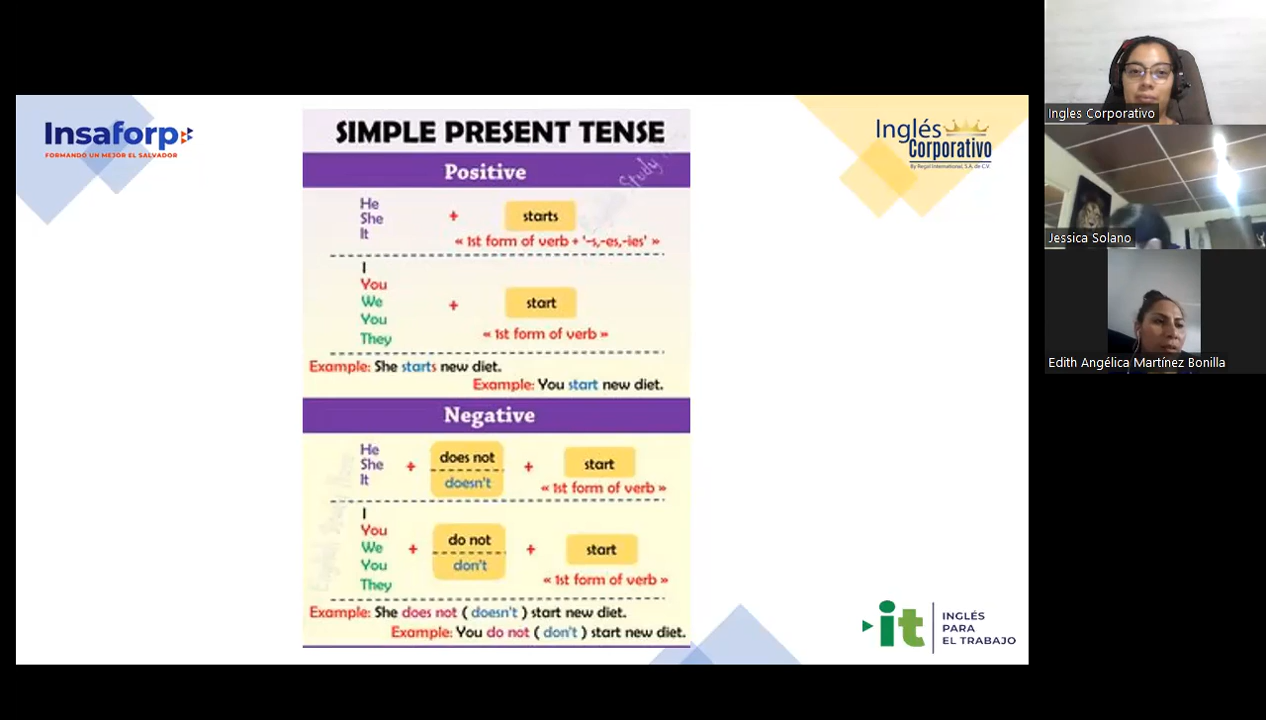 Insaforp
FORMANDO UN MEJOR EL SALVADOR
Inglés
Corporativo
By Regal International, S.A. de C.V.
SIMPLE PRESENT TENSE
Positive
He
She
It
+
starts
« 1st form of verb + '-s,-es,-ies' »
I
You
We
You
They
+
start
« 1st form of verb »
Example: She starts new diet.
Example: You start new diet.
Negative
He
She
It
+
does not
doesn't
+
start
« 1st form of verb »
I
You
We
You
They
+
do not
don't
+
start
« 1st form of verb »
Example: She does not ( doesn't ) start new diet.
Example: You do not ( don't ) start new diet.
it
INGLÉS
PARA
EL TRABAJO
Ingles Corporativo
Jessica Solano
Edith Angélica Martínez Bonilla